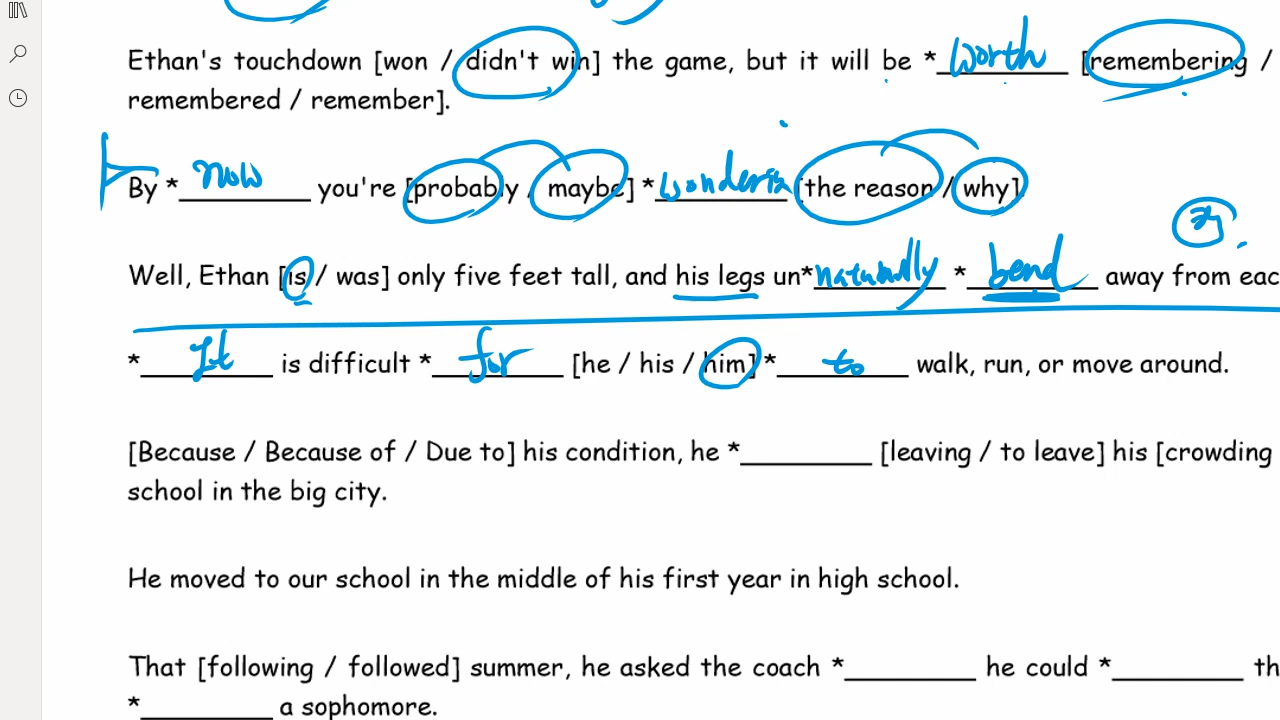 Ethan's touchdown [won / didn't win] the game, but it will be * worth [remembering /
remembered / remember].
By * now you're [probably / maybe] * wondering [the reason / why]
Well, Ethan [is / was] only five feet tall, and his legs un* naturally * bend away from eac
* It is difficult * for [he / his / him] * to walk, run, or move around.
[Because / Because of / Due to] his condition, he *__________ [leaving / to leave] his [crowding
school in the big city.
He moved to our school in the middle of his first year in high school.
That [following / followed] summer, he asked the coach *__________ he could *__________ th
*__________ a sophomore.